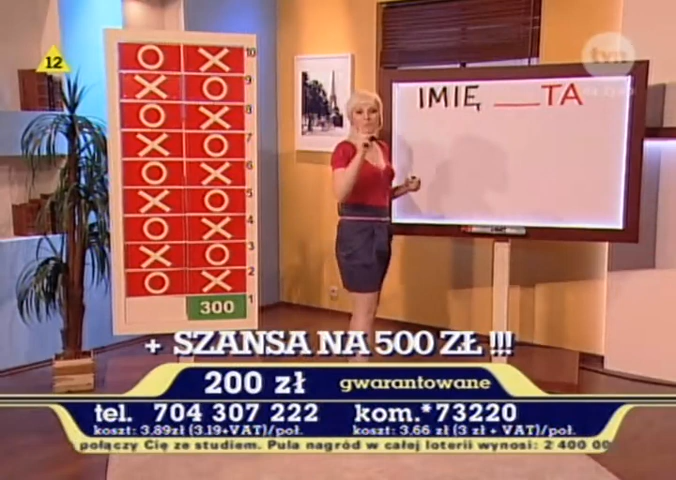 12
tvn
10
9
8
7
6
5
4
3
2
1
O X
X O
O X
X O
O X
X O
O X
X O
O X
300
IMIĘ __TA
+ SZANSA NA 500 ZŁ !!!
200 zł gwarantowane
tel. 704 307 222 kom.*73220
koszt: 3.89zł (3.19+VAT)/poł. koszt: 3.66 zł (3 zł + VAT)/poł.
połączy Cię ze studiem. Pula nagród w całej loterii wynosi: 2 400 00